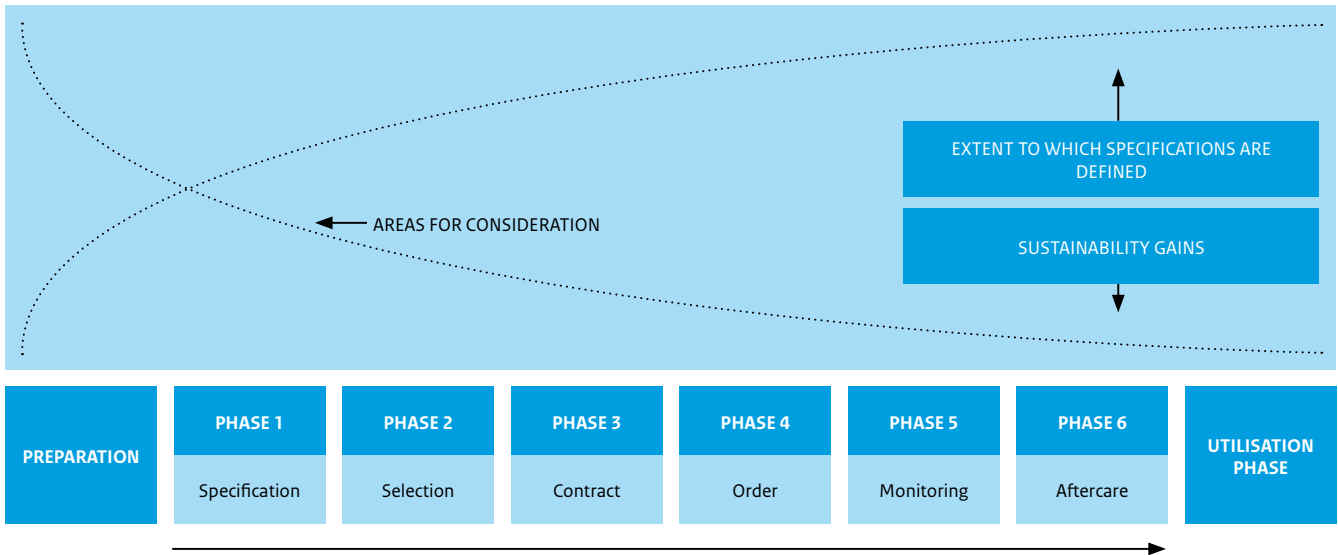 EXTENT TO WHICH SPECIFICATIONS ARE
DEFINED
AREAS FOR CONSIDERATION
SUSTAINABILITY GAINS
PREPARATION
PHASE 1
Specification
PHASE 2
Selection
PHASE 3
Contract
PHASE 4
Order
PHASE 5
Monitoring
PHASE 6
Aftercare
UTILISATION
PHASE